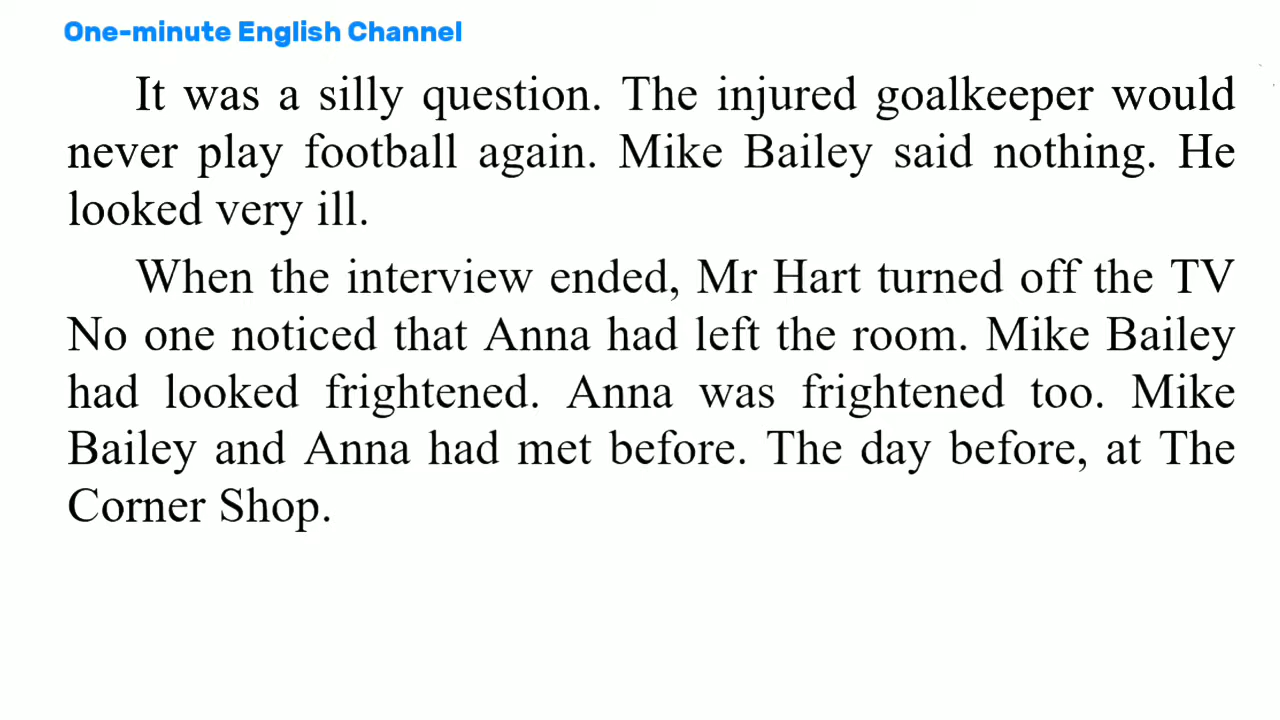 One-minute English Channel
It was a silly question. The injured goalkeeper would
never play football again. Mike Bailey said nothing. He
looked very ill.
When the interview ended, Mr Hart turned off the TV
No one noticed that Anna had left the room. Mike Bailey
had looked frightened. Anna was frightened too. Mike
Bailey and Anna had met before. The day before, at The
Corner Shop.